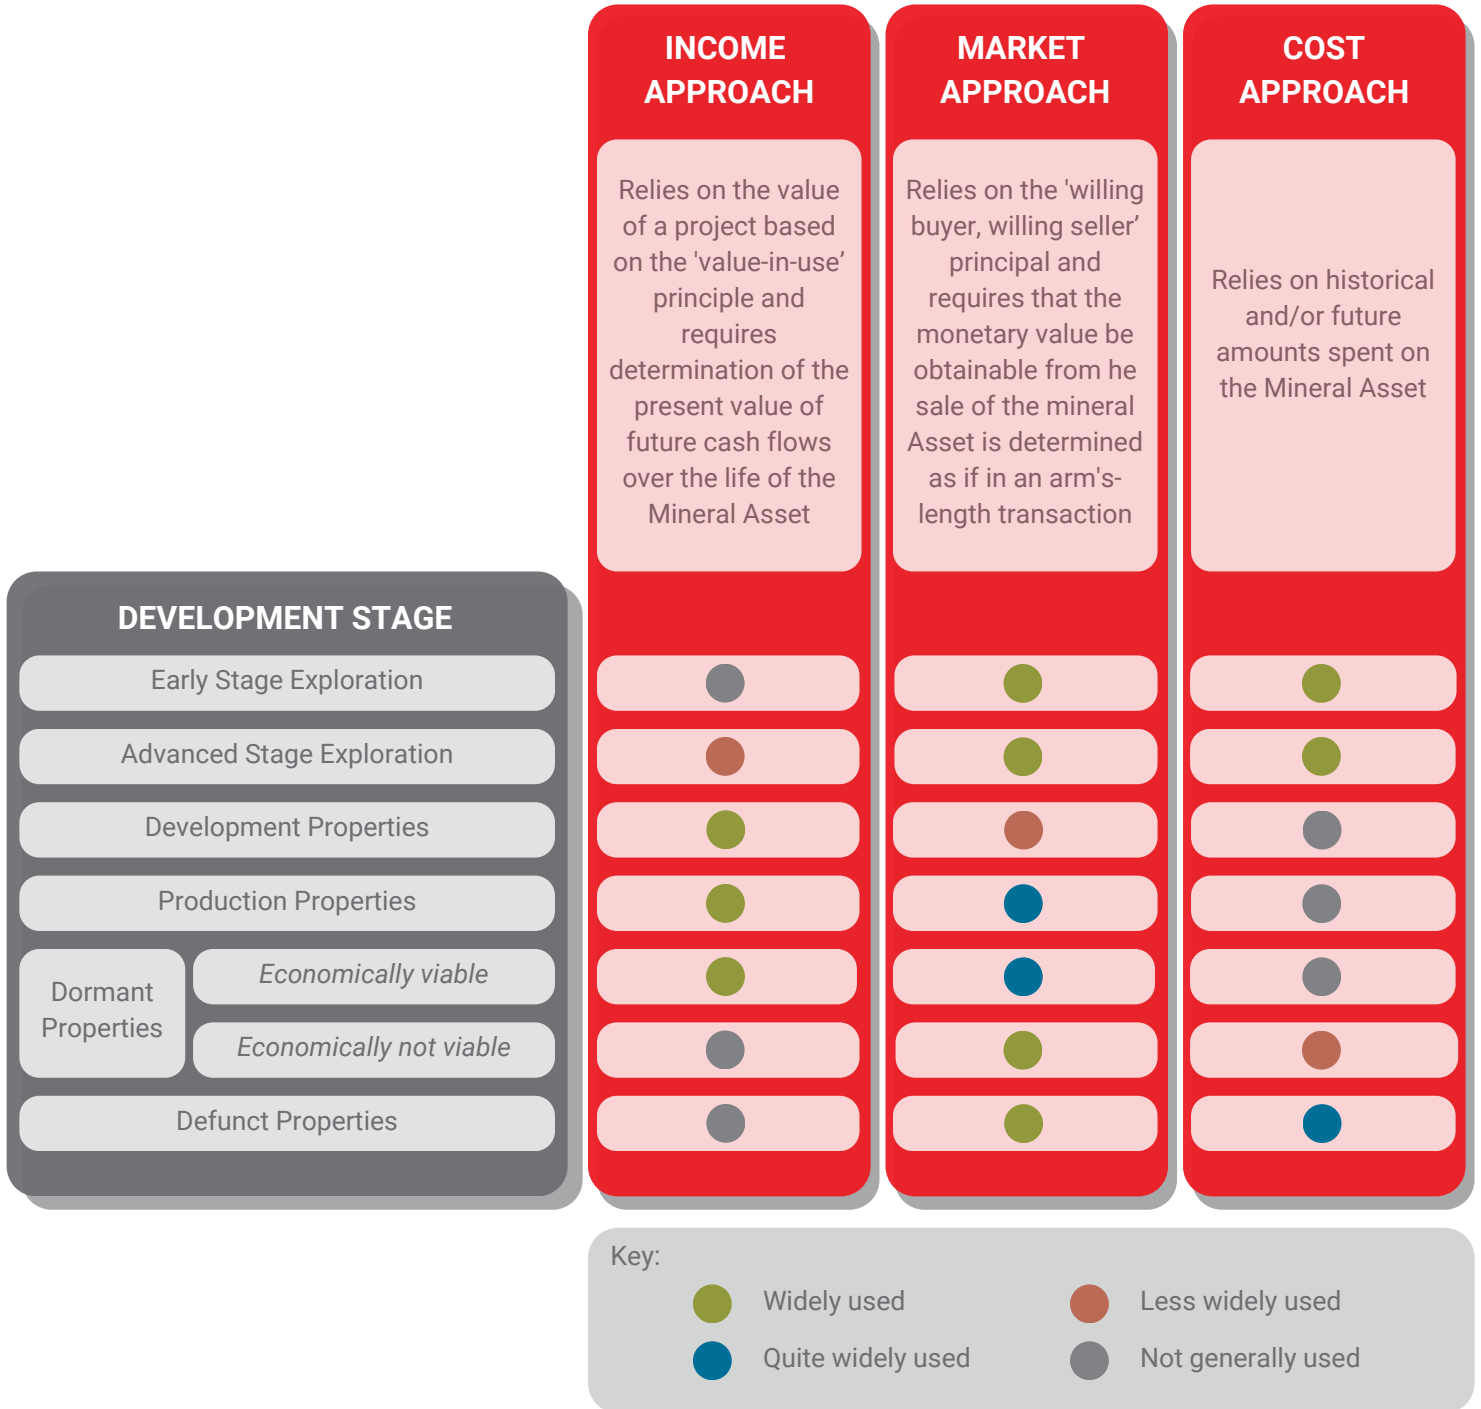 INCOME
APPROACH
Relies on the value
of a project based
on the 'value-in-use’
principle and
requires
determination of the
present value of
future cash flows
over the life of the
Mineral Asset
MARKET
APPROACH
Relies on the 'willing
buyer, willing seller’
principal and
requires that the
monetary value be
obtainable from he
sale of the mineral
Asset is determined
as if in an arm's-
length transaction
COST
APPROACH
Relies on historical
and/or future
amounts spent on
the Mineral Asset
DEVELOPMENT STAGE
Early Stage Exploration
Advanced Stage Exploration
Development Properties
Production Properties
Dormant
Properties
Economically viable
Economically not viable
Defunct Properties
Key:
Widely used
Less widely used
Quite widely used
Not generally used